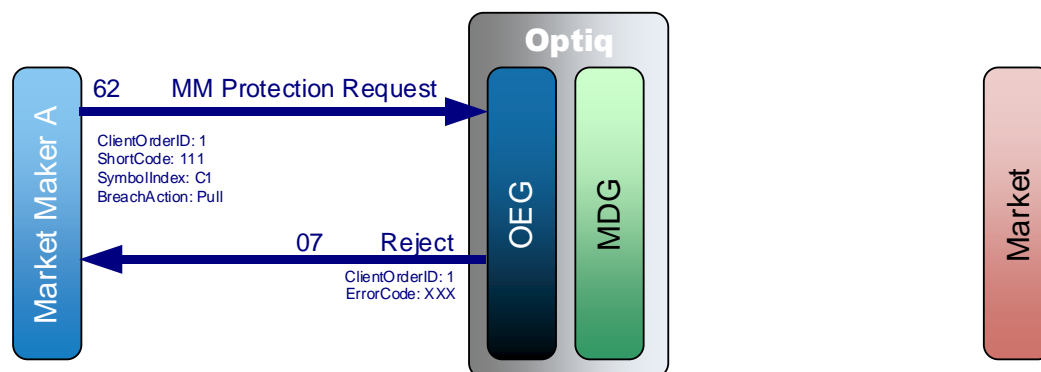 Optiq
62 MM Protection Request
ClientOrderID: 1
ShortCode: 111
SymbolIndex: C1
BreachAction: Pull
07 Reject
ClientOrderID: 1
ErrorCode: XXX
Market Maker A
OEG
MDG
Market